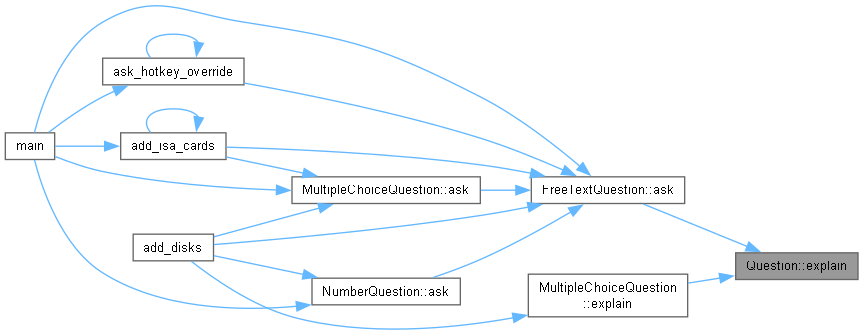 ask_hotkey_override
main
add_isa_cards
MultipleChoiceQuestion::ask
FreeTextQuestion::ask
add_disks
Question::explain
NumberQuestion::ask
MultipleChoiceQuestion
::explain